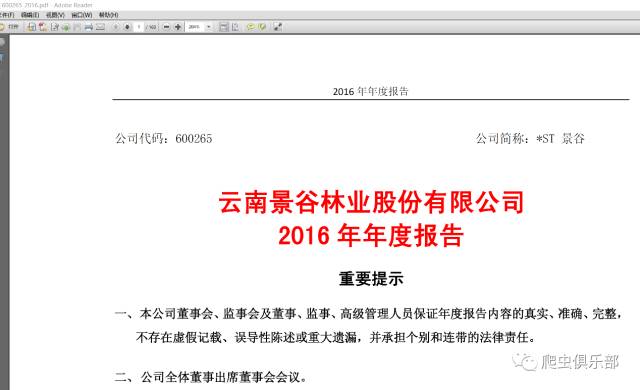 600265_2016.pdf - Adobe Reader
文件(F) 编辑(E) 视图(V) 窗口(W) 帮助(H)
打开
2016 年年度报告
公司代码：600265 公司简称：*ST 景谷
云南景谷林业股份有限公司
2016 年年度报告
重要提示
一、本公司董事会、监事会及董事、监事、高级管理人员保证年度报告内容的真实、准确、完整，
不存在虚假记载、误导性陈述或重大遗漏，并承担个别和连带的法律责任。
二、公司全体董事出席董事会会议。
爬虫俱乐部